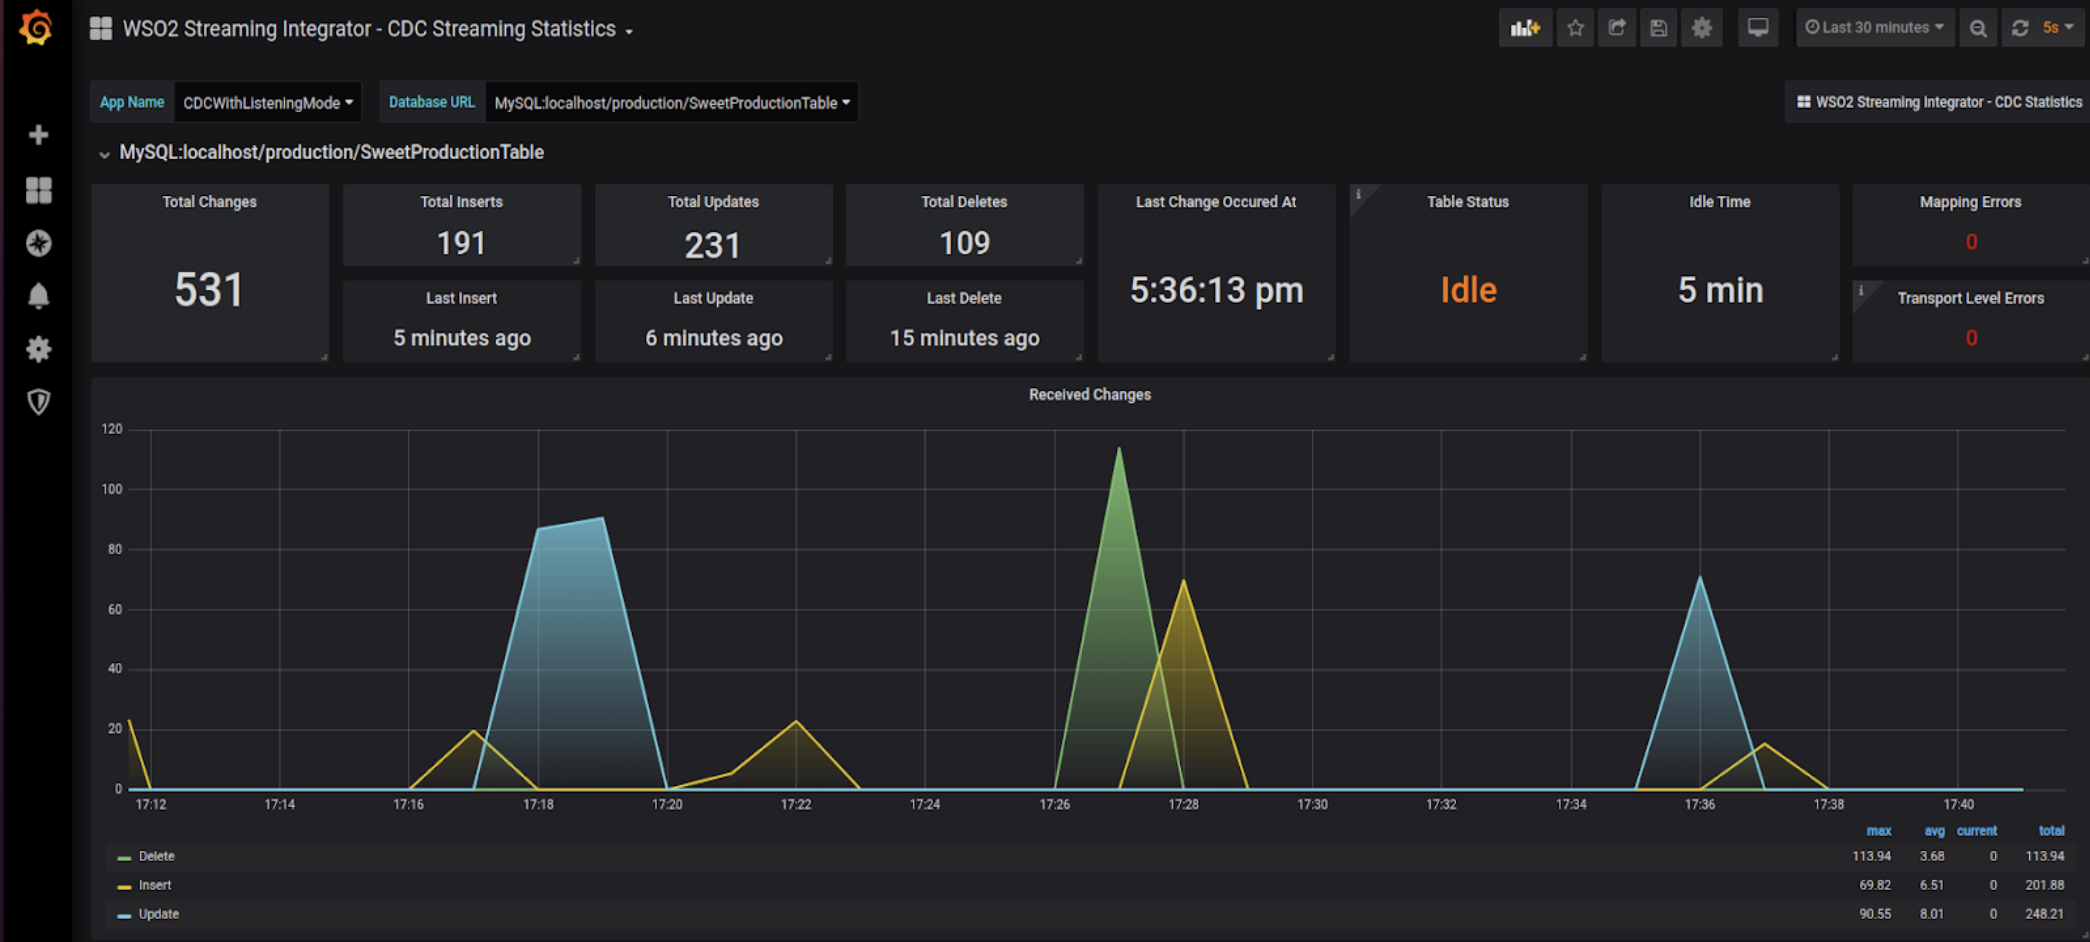 WSO2 Streaming Integrator - CDC Streaming Statistics
Last 30 minutes
5s
App Name
CDCWithListeningMode
Database URL
MySQL:localhost/production/SweetProductionTable
WSO2 Streaming Integrator - CDC Statistics
MySQL:localhost/production/SweetProductionTable
Total Changes
531
Total Inserts
191
Last Insert
5 minutes ago
Total Updates
231
Last Update
6 minutes ago
Total Deletes
109
Last Delete
15 minutes ago
Last Change Occured At
5:36:13 pm
i
Table Status
Idle
Idle Time
5 min
Mapping Errors
0
i
Transport Level Errors
0
Received Changes
120
100
80
60
40
20
0
17:12 17:14 17:16 17:18 17:20 17:22 17:24 17:26 17:28 17:30 17:32 17:34 17:36 17:38 17:40
max avg current total
Delete 113.94 3.68 0 113.94
Insert 69.82 6.51 0 201.88
Update 90.55 8.01 0 248.21